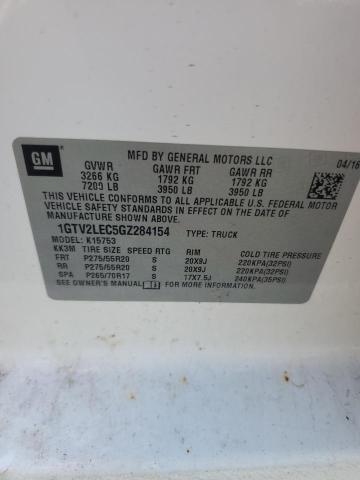 GM
MFD BY GENERAL MOTORS LLC
04/16
GVWR GAWR FRT GAWR RR
3266 KG 1792 KG 1792 KG
7200 LB 3950 LB 3950 LB
THIS VEHICLE CONFORMS TO ALL APPLICABLE U.S. FEDERAL MOTOR
VEHICLE SAFETY STANDARDS IN EFFECT ON THE DATE OF
MANUFACTURE SHOWN ABOVE.
1GTV2LEC5GZ284154 TYPE: TRUCK
MODEL: K15753
KK3M TIRE SIZE SPEED RTG RIM COLD TIRE PRESSURE
FRT P275/55R20 S 20X9J 220KPA(32PSI)
RR P275/55R20 S 20X9J 220KPA(32PSI)
SPA P265/70R17 S 17X7.5J 240KPA(35PSI)
SEE OWNER'S MANUAL FOR MORE INFORMATION